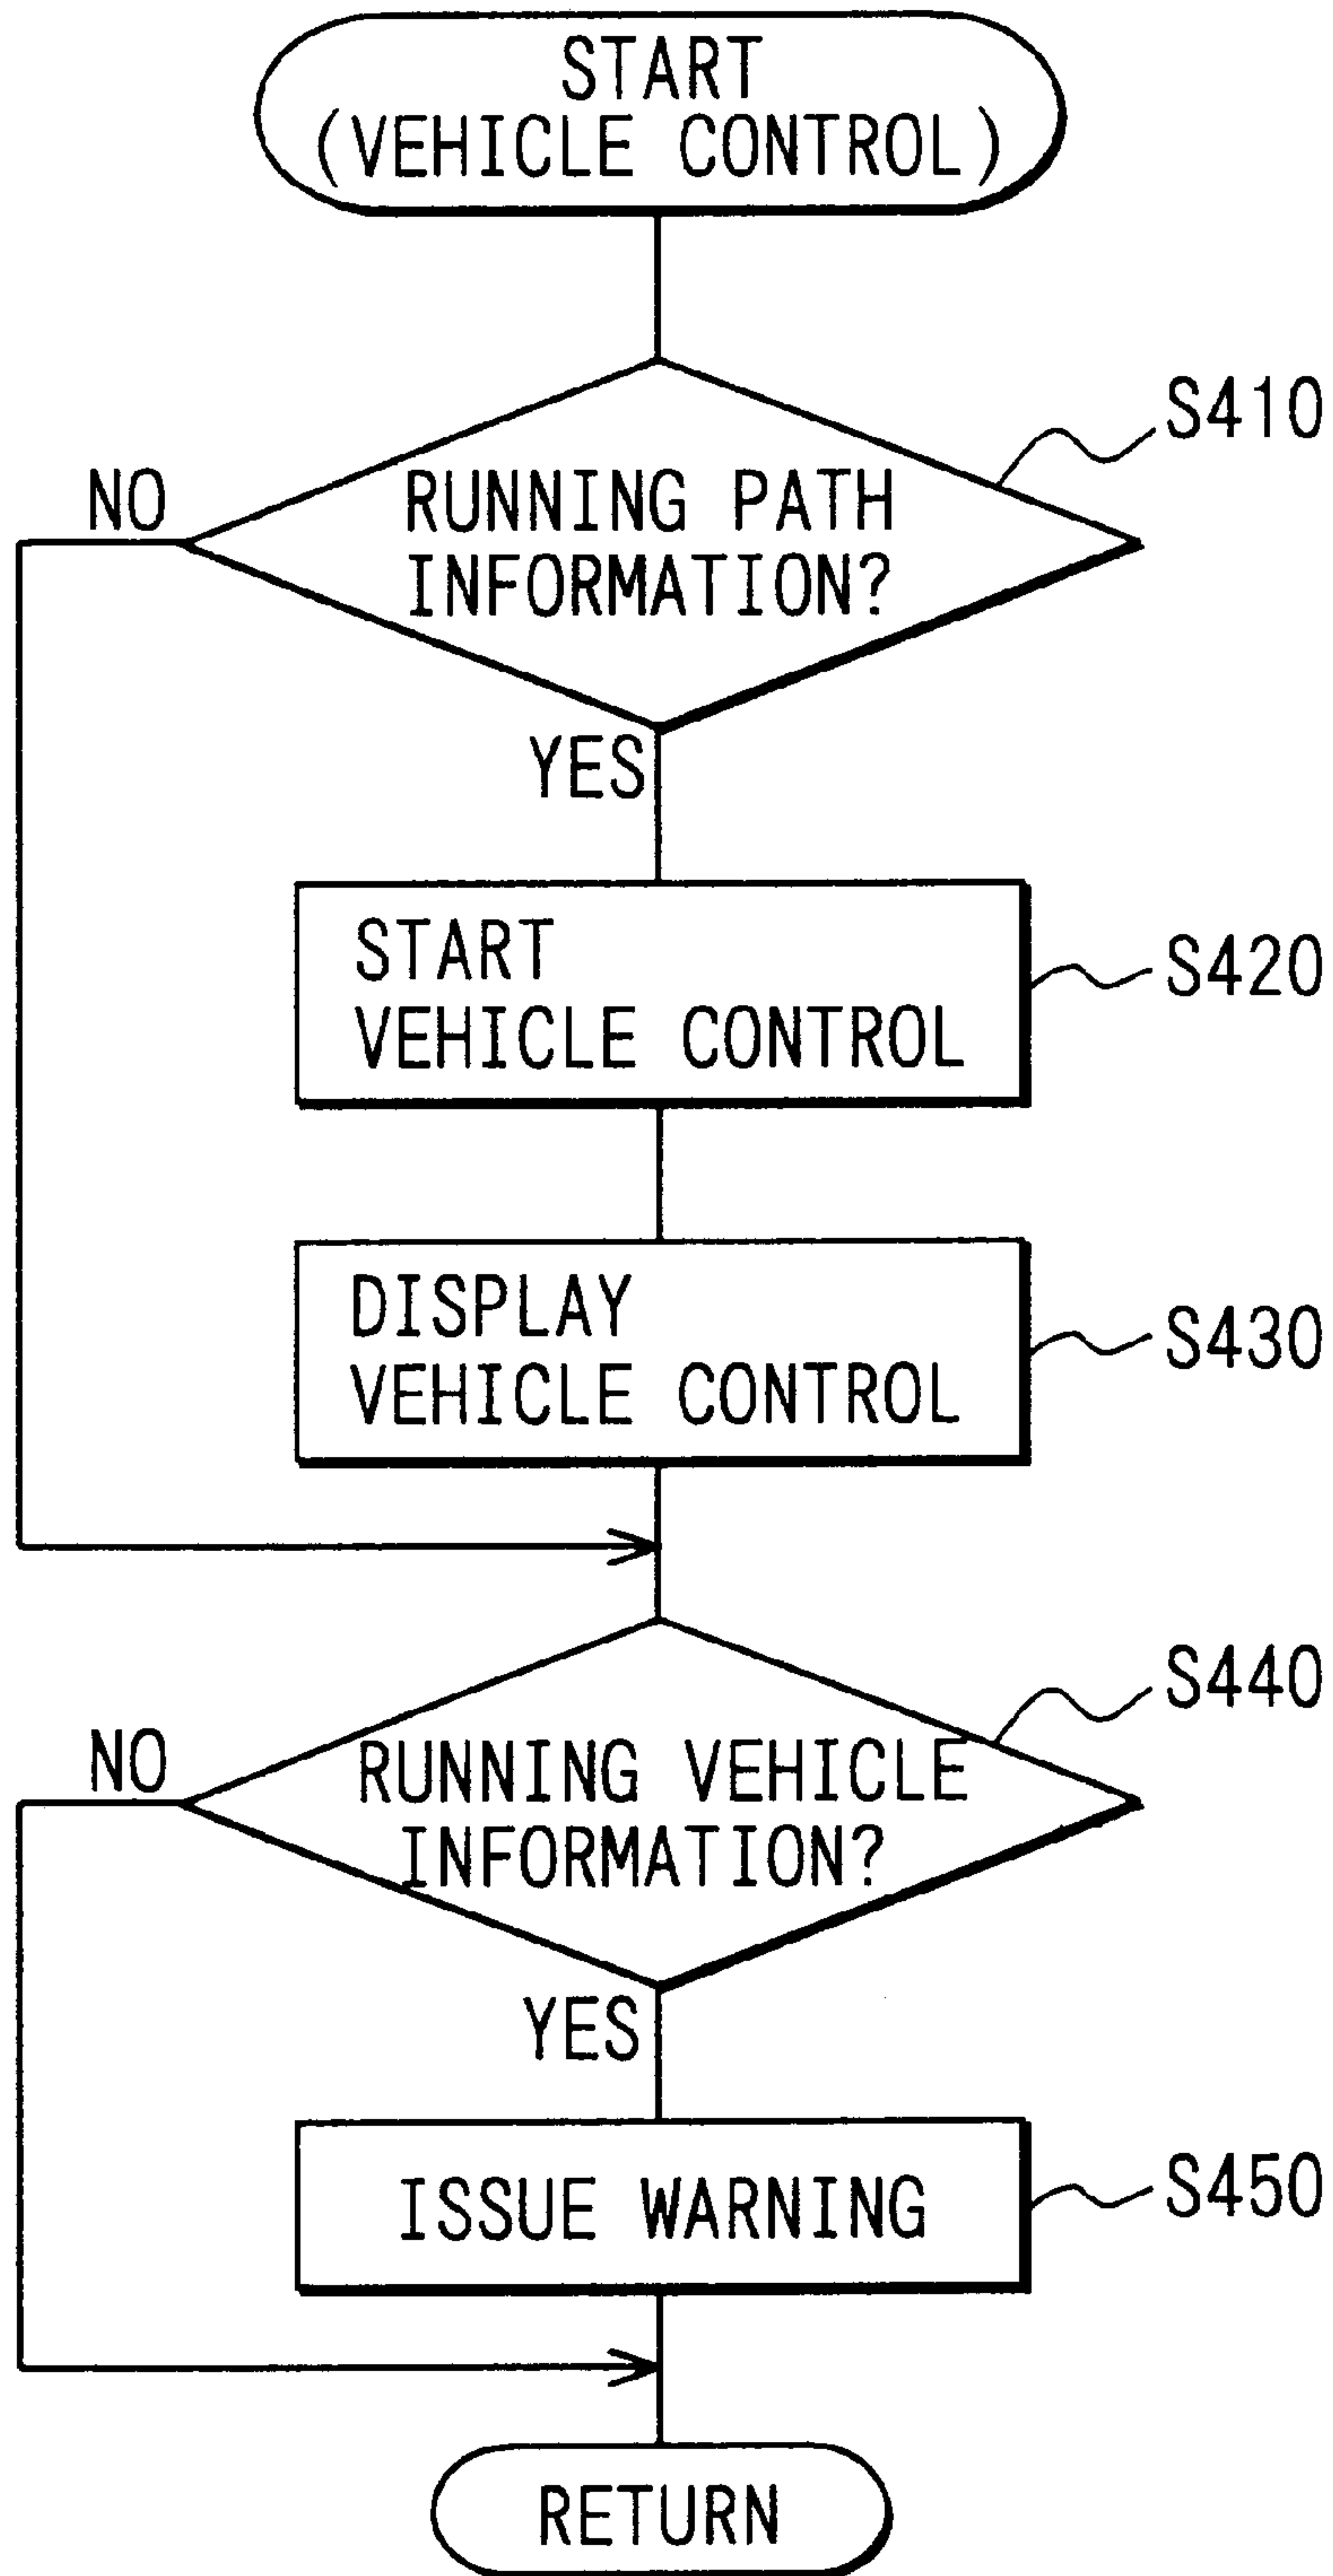 START
(VEHICLE CONTROL)
S410
NO
RUNNING PATH
INFORMATION?
YES
START
VEHICLE CONTROL
S420
DISPLAY
VEHICLE CONTROL
S430
S440
NO
RUNNING VEHICLE
INFORMATION?
YES
ISSUE WARNING
S450
RETURN